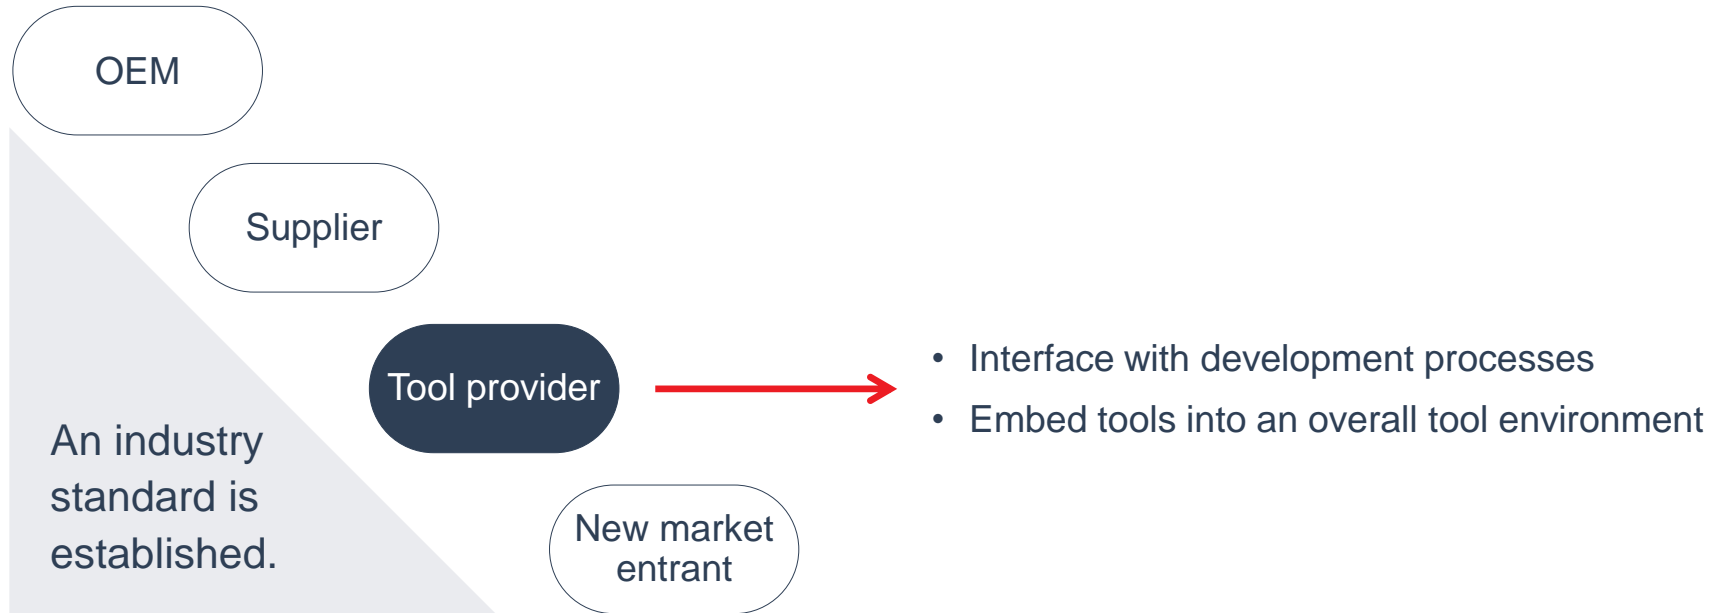 OEM
Supplier
Tool provider
• Interface with development processes
• Embed tools into an overall tool environment
An industry
standard is
established.
New market
entrant